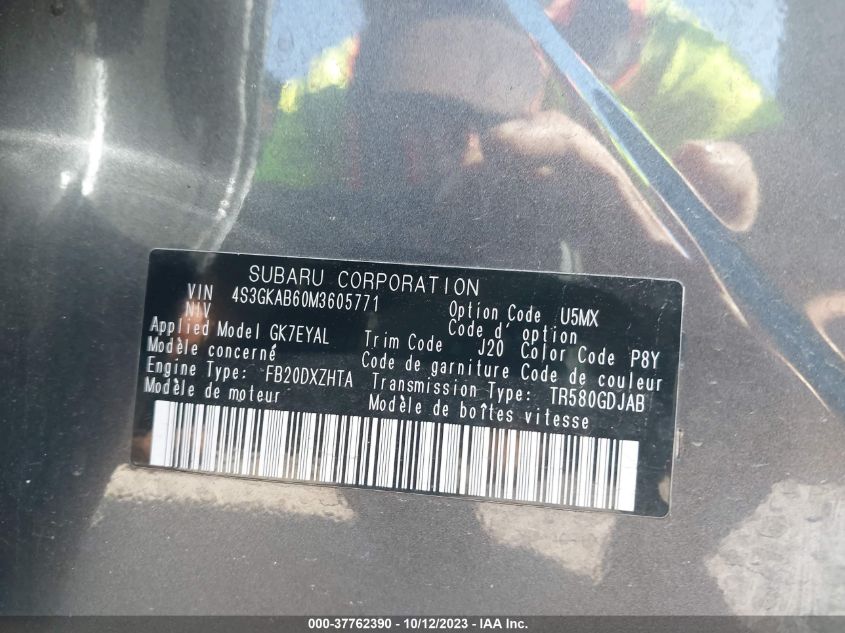 SUBARU CORPORATION
VIN 4S3GKAB60M3605771 Option Code U5MX
NIV Code d' option
Applied Model GK7EYAL Trim Code J20 Color Code P8Y
Modèle concerné Code de garniture Code de couleur
Engine Type: FB20DXZHTA Transmission Type: TR580GDJAB
Modèle de moteur Modèle de boîtes vitesse
000-37762390 - 10/12/2023 - IAA Inc.